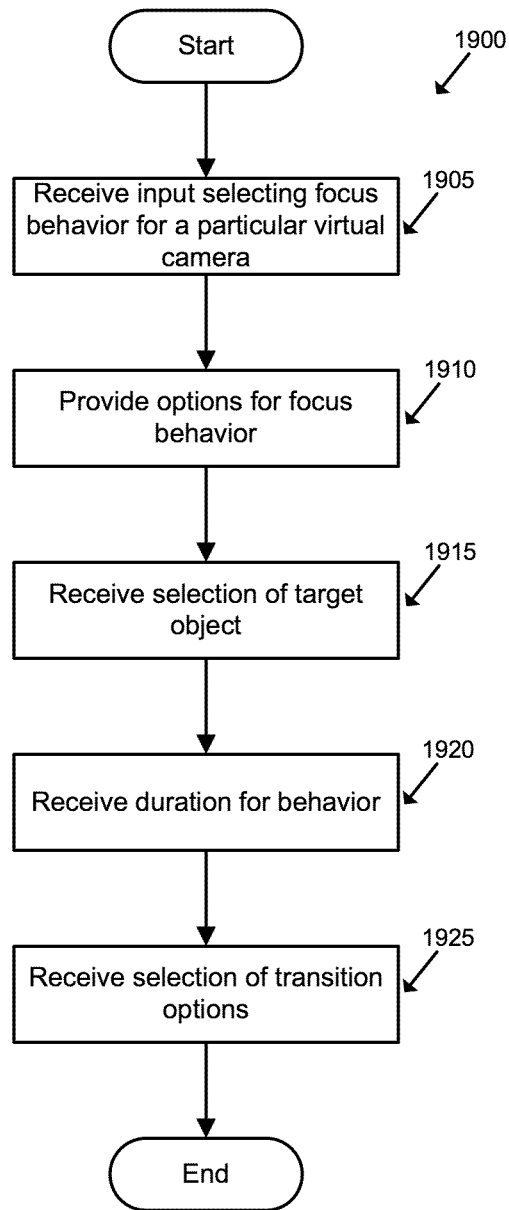 Start
1900
Receive input selecting focus
behavior for a particular virtual
camera
1905
Provide options for focus
behavior
1910
Receive selection of target
object
1915
Receive duration for behavior
1920
Receive selection of transition
options
1925
End